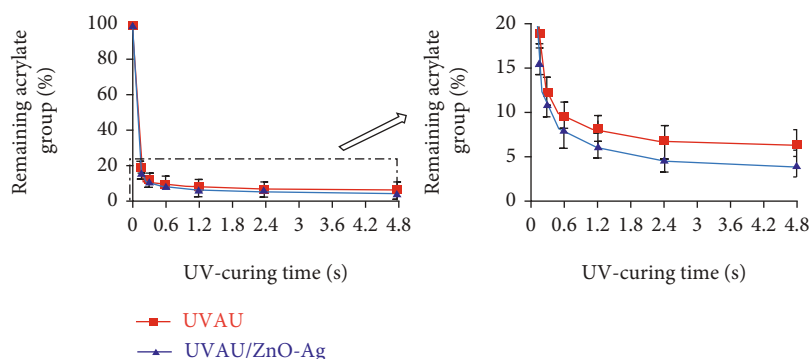 Remaining acrylate
group (%)
100
80
60
40
20
0
0 0.6 1.2 1.8 2.4 3 3.6 4.2 4.8
UV-curing time (s)
Remaining acrylate
group (%)
20
15
10
5
0
0 0.6 1.2 1.8 2.4 3 3.6 4.2 4.8
UV-curing time (s)
UVAU
UVAU/ZnO-Ag